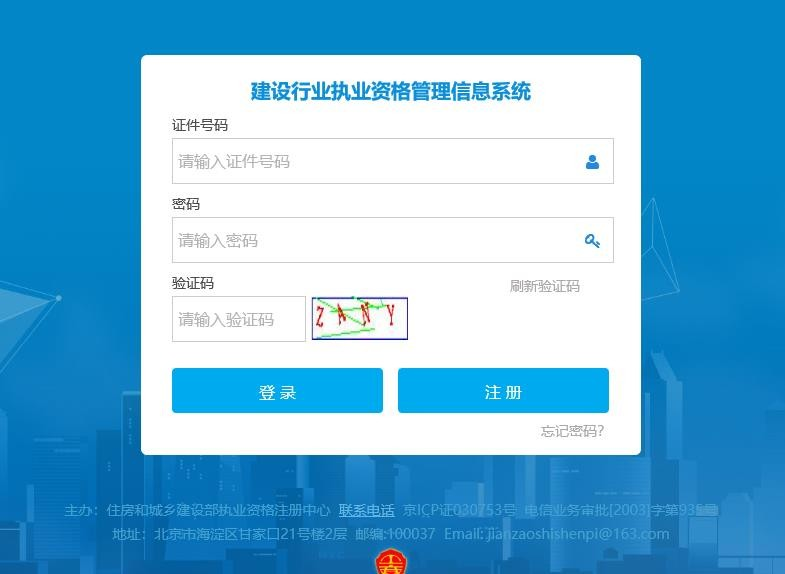 建设行业执业资格管理信息系统
证件号码
请输入证件号码
密码
请输入密码
验证码
刷新验证码
请输入验证码
登 录
注 册
忘记密码?
主办：住房和城乡建设部执业资格注册中心 联系电话 京ICP证030753号 电信业务审批[2003]字第935号
地址：北京市海淀区甘家口21号楼2层 邮编:100037 Email: jianzaoshishenpi@163.com